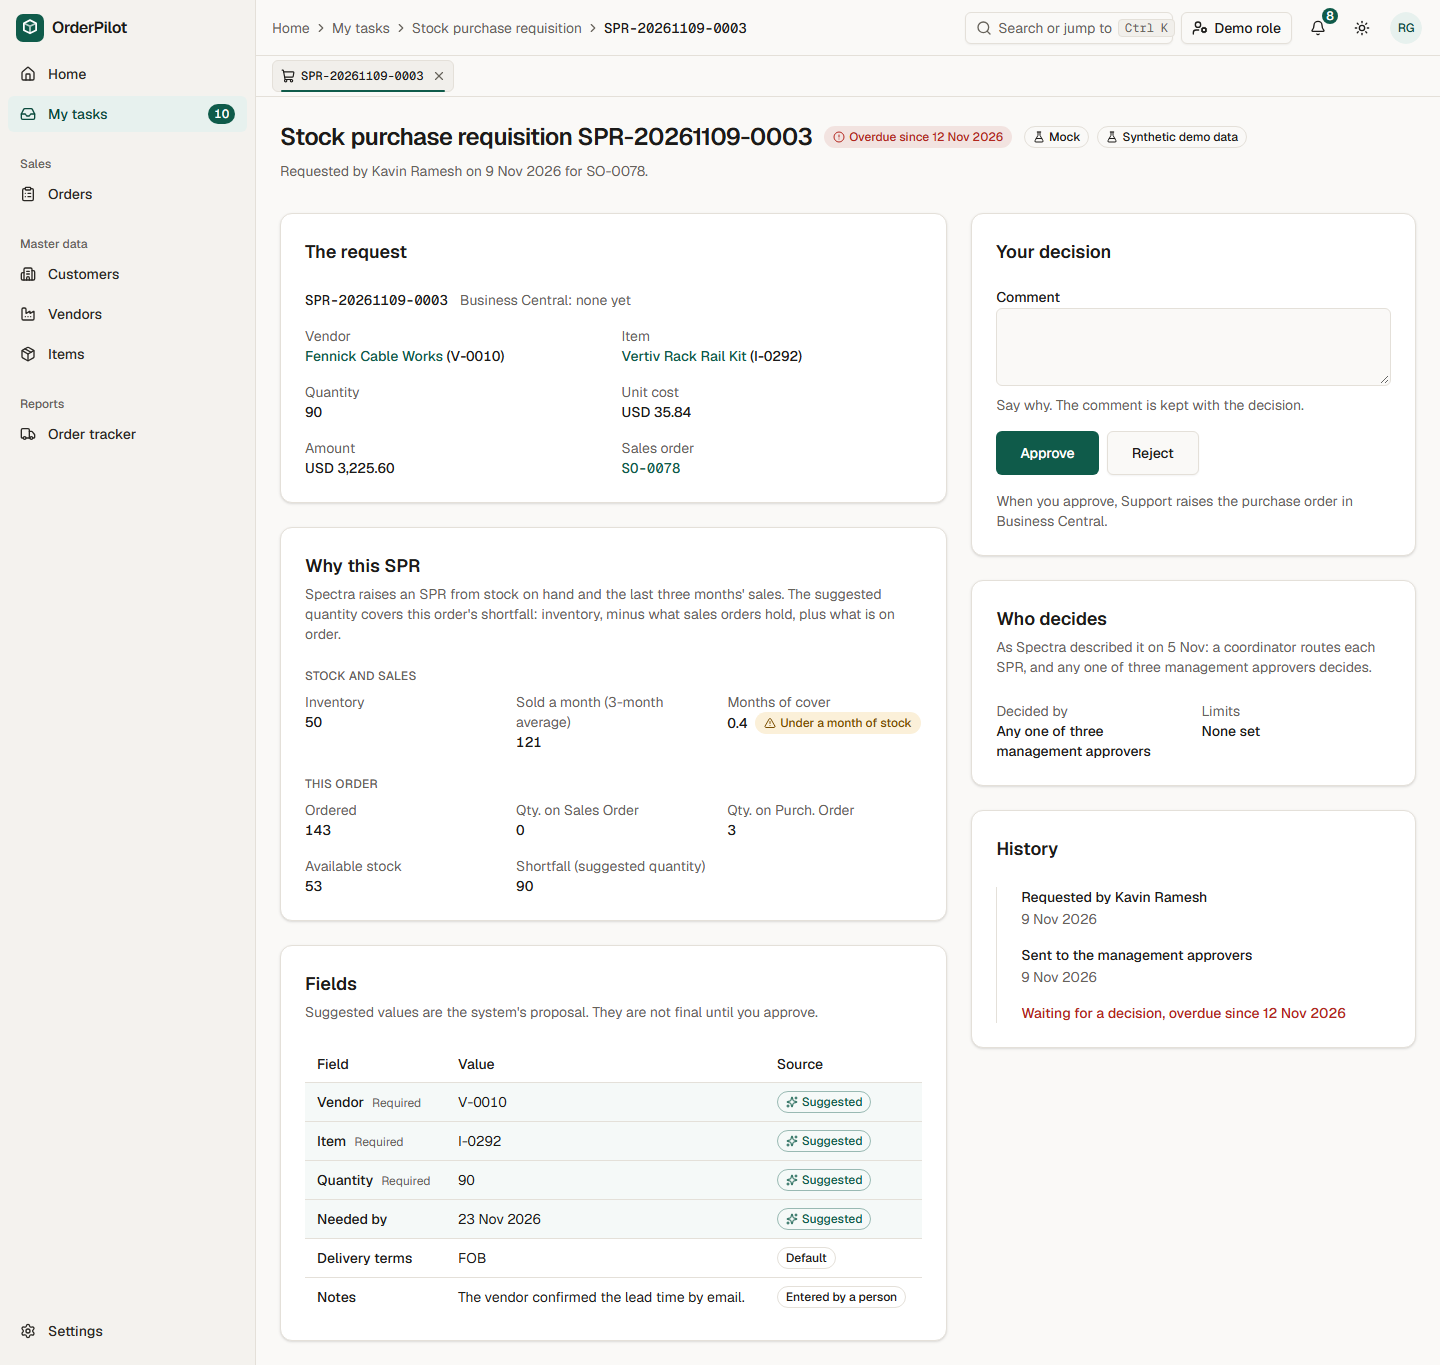 OrderPilot
Home
My tasks 10
Sales
Orders
Master data
Customers
Vendors
Items
Reports
Order tracker
Settings
Home > My tasks > Stock purchase requisition > SPR-20261109-0003
Search or jump to Ctrl K
Demo role
8
RG
SPR-20261109-0003
Stock purchase requisition SPR-20261109-0003
Overdue since 12 Nov 2026
Mock
Synthetic demo data
Requested by Kavin Ramesh on 9 Nov 2026 for SO-0078.
The request
SPR-20261109-0003 Business Central: none yet
Vendor
Fennick Cable Works (V-0010)
Item
Vertiv Rack Rail Kit (I-0292)
Quantity
90
Unit cost
USD 35.84
Amount
USD 3,225.60
Sales order
SO-0078
Why this SPR
Spectra raises an SPR from stock on hand and the last three months' sales. The suggested
quantity covers this order's shortfall: inventory, minus what sales orders hold, plus what is on
order.
STOCK AND SALES
Inventory
50
Sold a month (3-month
average)
121
Months of cover
0.4 Under a month of stock
THIS ORDER
Ordered
143
Qty. on Sales Order
0
Qty. on Purch. Order
3
Available stock
53
Shortfall (suggested quantity)
90
Fields
Suggested values are the system's proposal. They are not final until you approve.
Field Value Source
Vendor Required V-0010 Suggested
Item Required I-0292 Suggested
Quantity Required 90 Suggested
Needed by 23 Nov 2026 Suggested
Delivery terms FOB Default
Notes The vendor confirmed the lead time by email. Entered by a person
Your decision
Comment
Say why. The comment is kept with the decision.
Approve
Reject
When you approve, Support raises the purchase order in
Business Central.
Who decides
As Spectra described it on 5 Nov: a coordinator routes each
SPR, and any one of three management approvers decides.
Decided by
Any one of three
management approvers
Limits
None set
History
Requested by Kavin Ramesh
9 Nov 2026
Sent to the management approvers
9 Nov 2026
Waiting for a decision, overdue since 12 Nov 2026